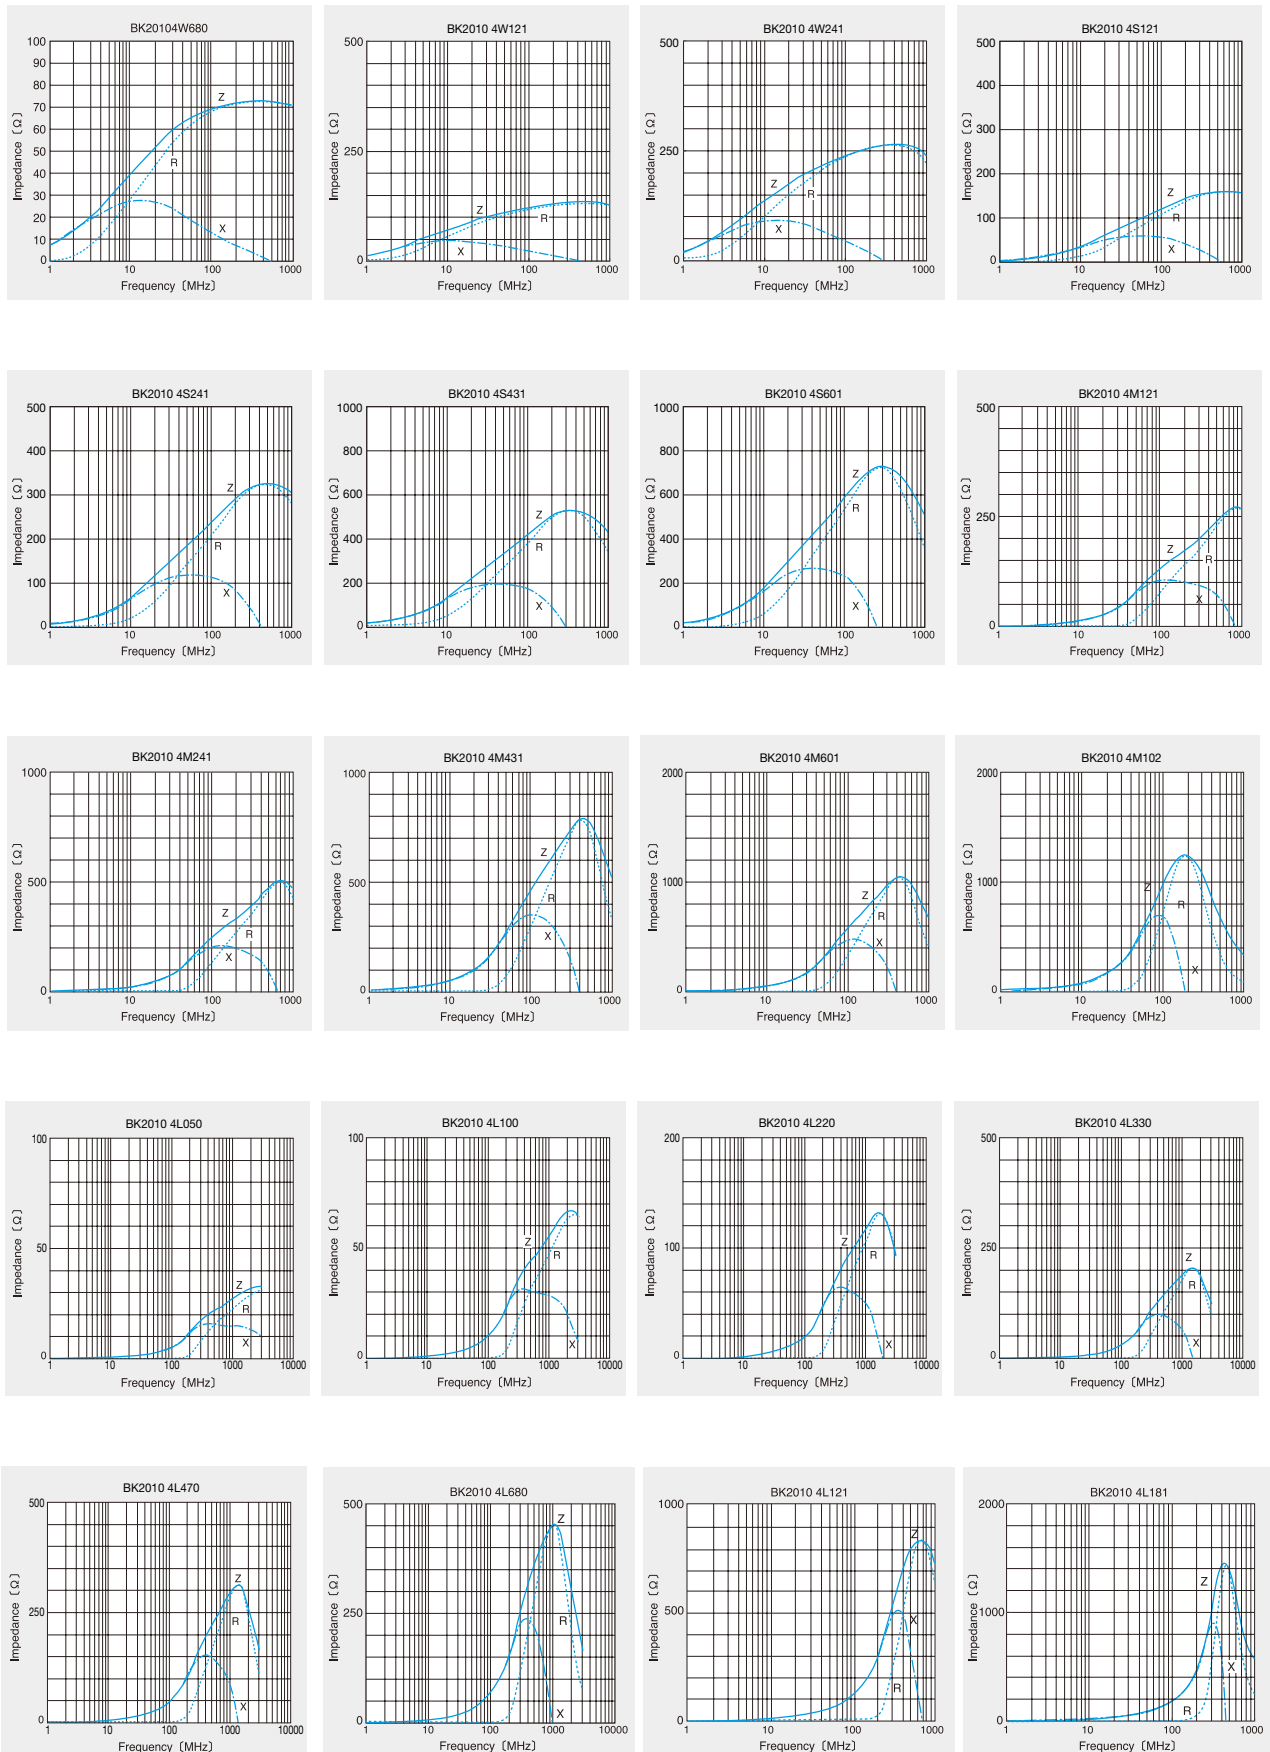 BK20104W680
100
90
80
70
60
50
40
30
20
10
0
Impedance〔Ω〕
Z
R
X
1 10 100 1000
Frequency〔MHz〕
BK2010 4W121
500
250
0
Impedance〔Ω〕
Z
R
X
1 10 100 1000
Frequency〔MHz〕
BK2010 4W241
500
250
0
Impedance〔Ω〕
Z
R
X
1 10 100 1000
Frequency〔MHz〕
BK2010 4S121
500
400
300
200
100
0
Impedance〔Ω〕
Z
R
X
1 10 100 1000
Frequency〔MHz〕
BK2010 4S241
500
400
300
200
100
0
Impedance〔Ω〕
Z
R
X
1 10 100 1000
Frequency〔MHz〕
BK2010 4S431
1000
800
600
400
200
0
Impedance〔Ω〕
Z
R
X
1 10 100 1000
Frequency〔MHz〕
BK2010 4S601
1000
800
600
400
200
0
Impedance〔Ω〕
Z
R
X
1 10 100 1000
Frequency〔MHz〕
BK2010 4M121
500
250
0
Impedance〔Ω〕
Z
R
X
1 10 100 1000
Frequency〔MHz〕
BK2010 4M241
1000
500
0
Impedance〔Ω〕
Z
R
X
1 10 100 1000
Frequency〔MHz〕
BK2010 4M431
1000
500
0
Impedance〔Ω〕
Z
R
X
1 10 100 1000
Frequency〔MHz〕
BK2010 4M601
2000
1000
0
Impedance〔Ω〕
Z
R
X
1 10 100 1000
Frequency〔MHz〕
BK2010 4M102
2000
1000
0
Impedance〔Ω〕
Z
R
X
1 10 100 1000
Frequency〔MHz〕
BK2010 4L050
100
50
0
Impedance〔Ω〕
Z
R
X
1 10 100 1000 10000
Frequency〔MHz〕
BK2010 4L100
100
50
0
Impedance〔Ω〕
Z
R
X
1 10 100 1000 10000
Frequency〔MHz〕
BK2010 4L220
200
100
0
Impedance〔Ω〕
Z
R
X
1 10 100 1000 10000
Frequency〔MHz〕
BK2010 4L330
500
250
0
Impedance〔Ω〕
Z
R
X
1 10 100 1000 10000
Frequency〔MHz〕
BK2010 4L470
500
250
0
Impedance〔Ω〕
Z
R
X
1 10 100 1000 10000
Frequency〔MHz〕
BK2010 4L680
500
250
0
Impedance〔Ω〕
Z
R
X
1 10 100 1000 10000
Frequency〔MHz〕
BK2010 4L121
1000
500
0
Impedance〔Ω〕
Z
X
R
1 10 100 1000
Frequency〔MHz〕
BK2010 4L181
2000
1000
0
Impedance〔Ω〕
Z
X
R
1 10 100 1000
Frequency〔MHz〕